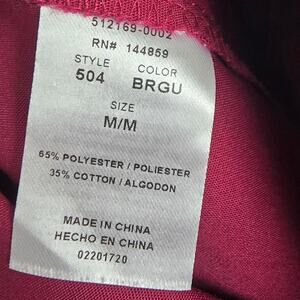 512169-0002
RN# 144859
STYLE COLOR
504 BRGU
SIZE
M/M
65% POLYESTER / POLIESTER
35% COTTON / ALGODON
MADE IN CHINA
HECHO EN CHINA
02201720